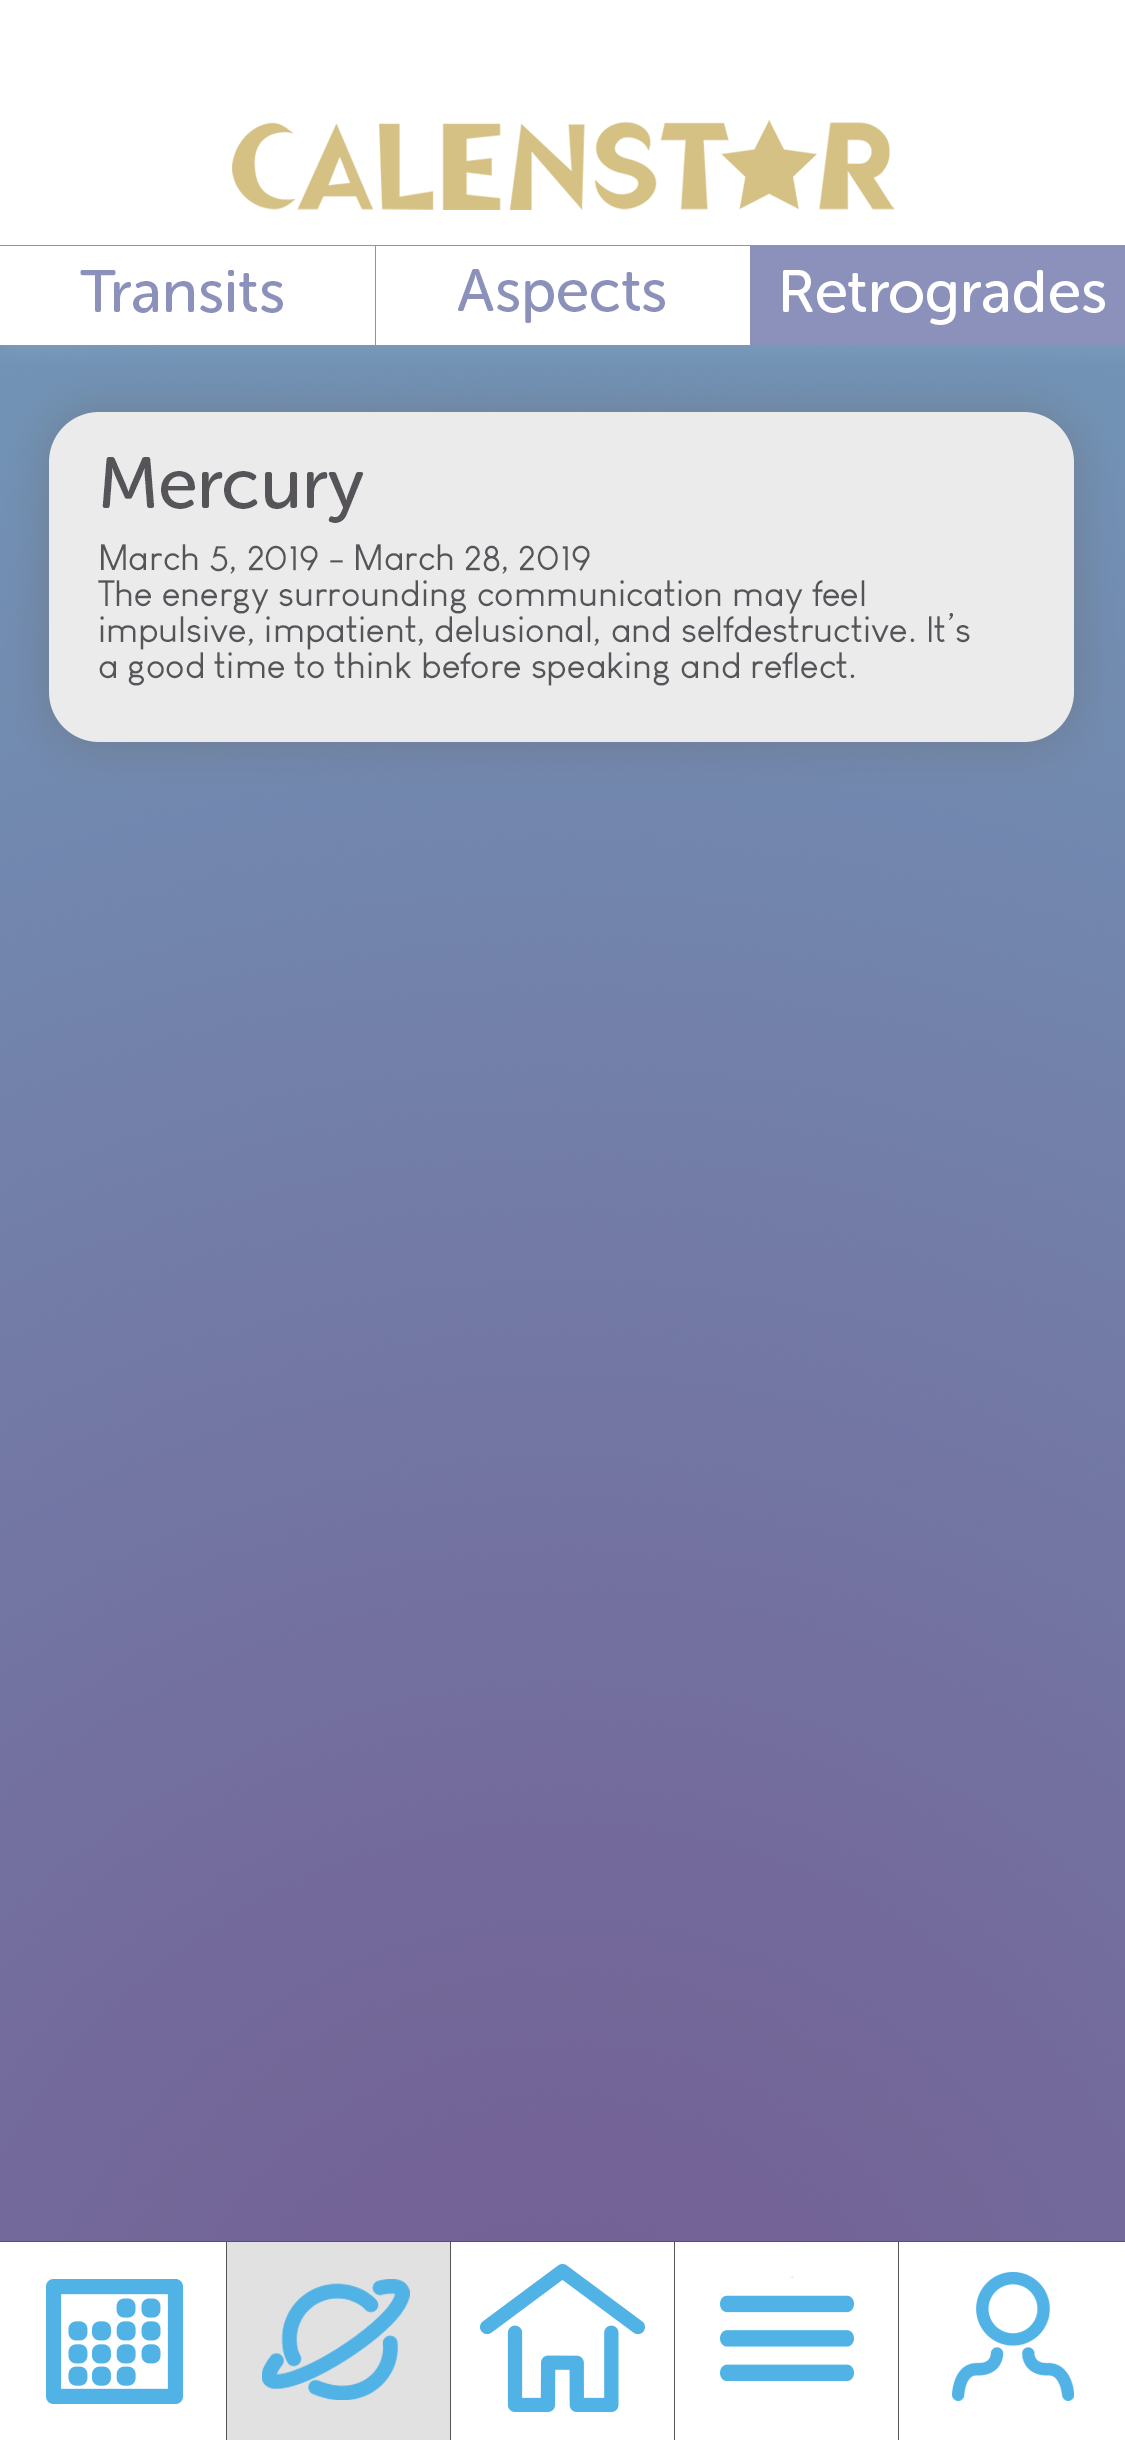 CALENSTAR
Transits
Aspects
Retrogrades
Mercury
March 5, 2019 - March 28, 2019
The energy surrounding communication may feel
impulsive, impatient, delusional, and selfdestructive. It's
a good time to think before speaking and reflect.